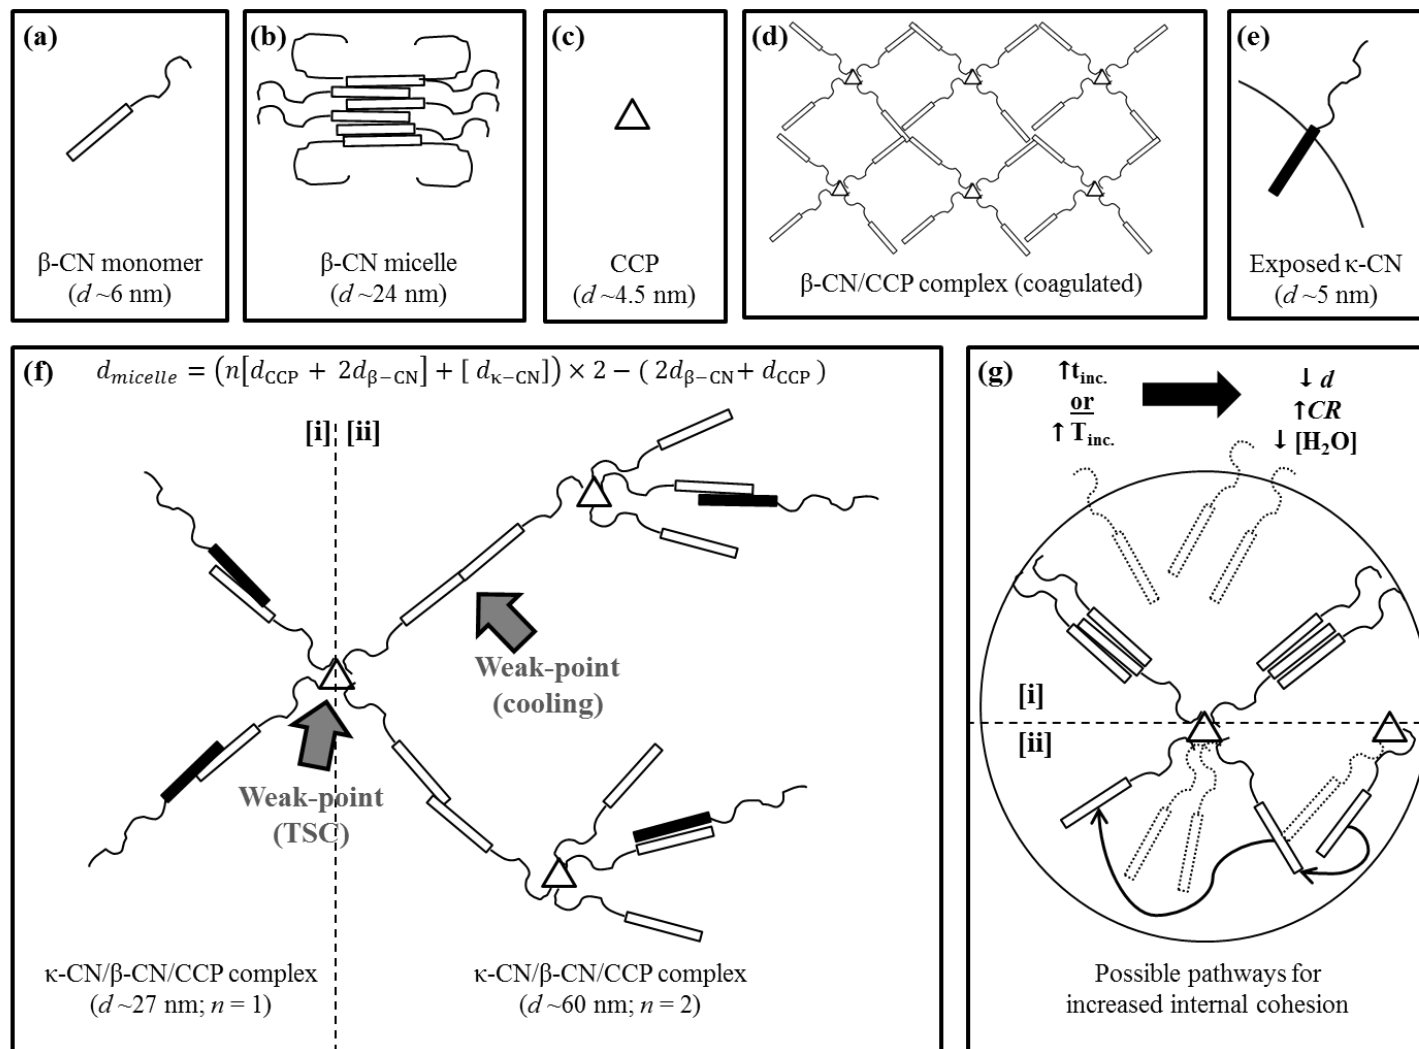 (a)
β-CN monomer
(d ~6 nm)
(b)
β-CN micelle
(d ~24 nm)
(c)
CCP
(d ~4.5 nm)
(d)
β-CN/CCP complex (coagulated)
(e)
Exposed κ-CN
(d ~5 nm)
(f) d_micelle = (n[d_CCP + 2d_β−CN] + [ d_κ−CN]) × 2 − ( 2d_β−CN + d_CCP )
[i] [ii]
Weak-point
(cooling)
Weak-point
(TSC)
κ-CN/β-CN/CCP complex
(d ~27 nm; n = 1)
κ-CN/β-CN/CCP complex
(d ~60 nm; n = 2)
(g)
↑t_inc.
or
↑ T_inc.
↓ d
↑CR
↓ [H₂O]
[i]
[ii]
Possible pathways for
increased internal cohesion